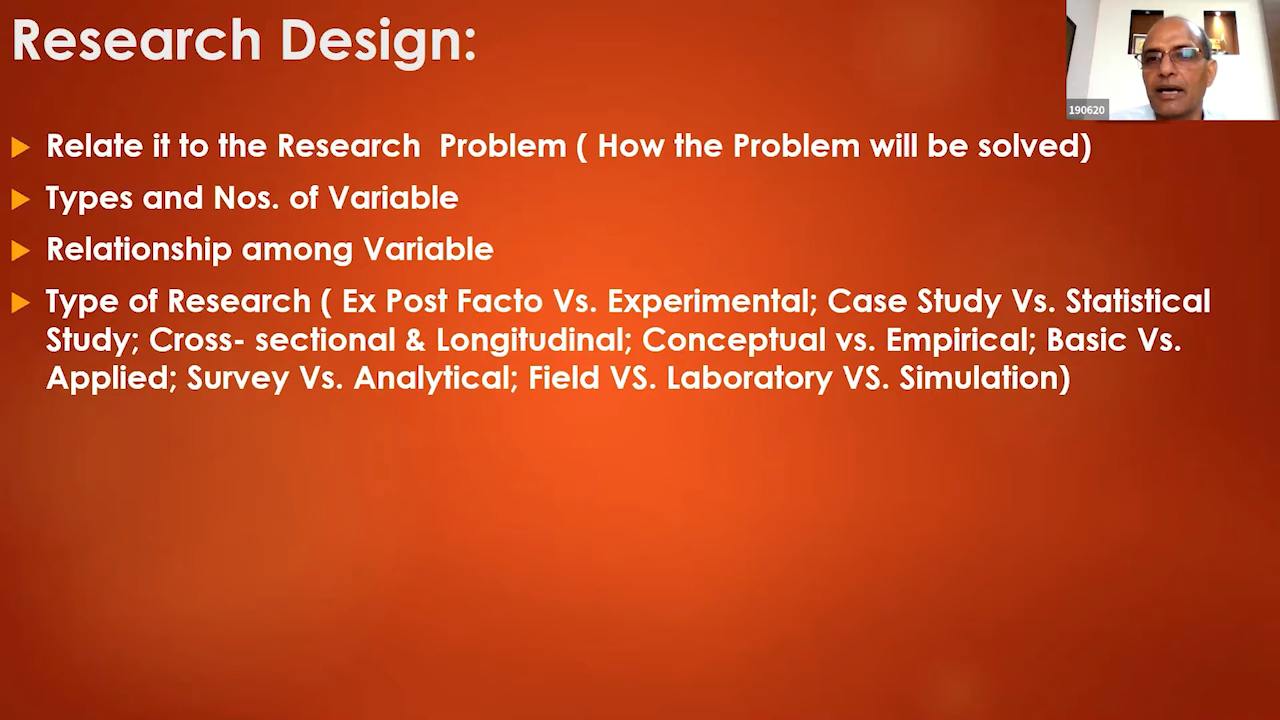 Research Design:
190620
Relate it to the Research  Problem ( How the Problem will be solved)
Types and Nos. of Variable
Relationship among Variable
Type of Research ( Ex Post Facto Vs. Experimental; Case Study Vs. Statistical
Study; Cross- sectional & Longitudinal; Conceptual vs. Empirical; Basic Vs.
Applied; Survey Vs. Analytical; Field VS. Laboratory VS. Simulation)